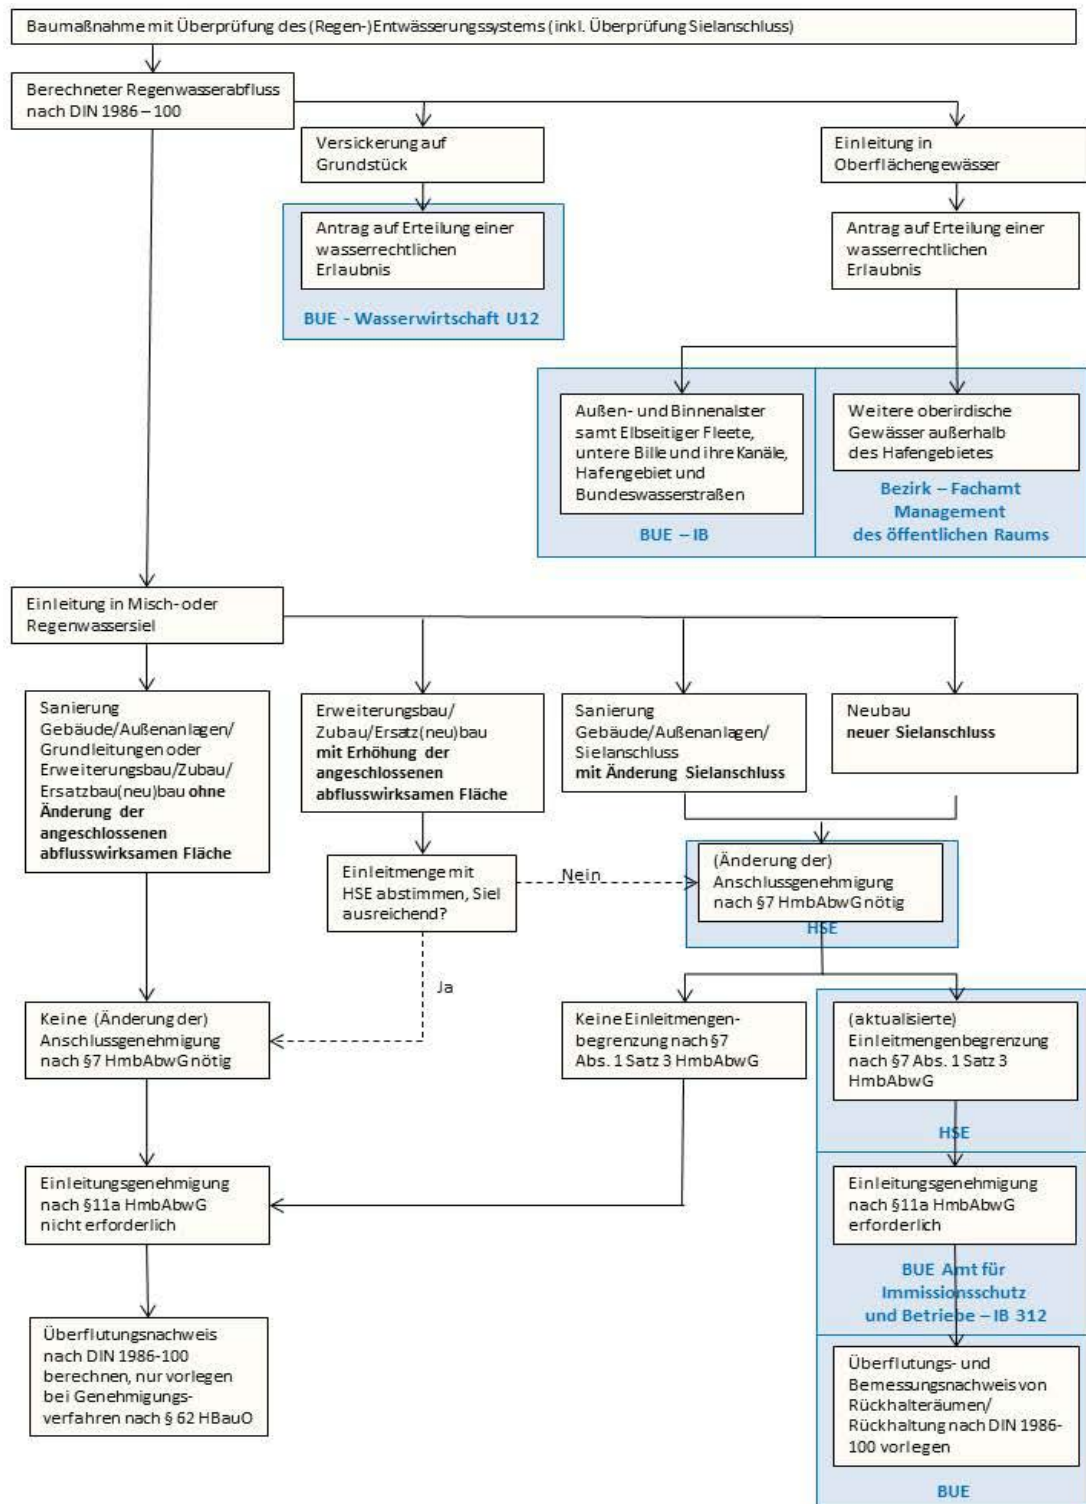 Baumaßnahme mit Überprüfung des (Regen-)Entwässerungssystems (inkl. Überprüfung Sielanschluss)
Berechneter Regenwasserabfluss
nach DIN 1986 – 100
Versickerung auf
Grundstück
Einleitung in
Oberflächengewässer
Antrag auf Erteilung einer
wasserrechtlichen
Erlaubnis
BUE - Wasserwirtschaft U12
Antrag auf Erteilung einer
wasserrechtlichen
Erlaubnis
Außen- und Binnenalster
samt Elbseitiger Fleete,
untere Bille und ihre Kanäle,
Hafengebiet und
Bundeswasserstraßen
BUE – IB
Weitere oberirdische
Gewässer außerhalb
des Hafengebietes
Bezirk – Fachamt
Management
des öffentlichen Raums
Einleitung in Misch- oder
Regenwassersiel
Sanierung
Gebäude/Außenanlagen/
Grundleitungen oder
Erweiterungsbau/Zubau/
Ersatzbau(neu)bau ohne
Änderung der
angeschlossenen
abflusswirksamen Fläche
Erweiterungsbau/
Zubau/Ersatz(neu)bau
mit Erhöhung der
angeschlossenen
abflusswirksamen Fläche
Sanierung
Gebäude/Außenanlagen/
Sielanschluss
mit Änderung Sielanschluss
Neubau
neuer Sielanschluss
Einleitmenge mit
HSE abstimmen, Siel
ausreichend?
Nein
(Änderung der)
Anschlussgenehmigung
nach §7 HmbAbwG nötig
HSE
Ja
Keine (Änderung der)
Anschlussgenehmigung
nach §7 HmbAbwG nötig
Keine Einleitmengen-
begrenzung nach §7
Abs. 1 Satz 3 HmbAbwG
(aktualisierte)
Einleitmengenbegrenzung
nach §7 Abs. 1 Satz 3
HmbAbwG
HSE
Einleitungsgenehmigung
nach §11a HmbAbwG
nicht erforderlich
Einleitungsgenehmigung
nach §11a HmbAbwG
erforderlich
BUE Amt für
Immissionsschutz
und Betriebe – IB 312
Überflutungsnachweis
nach DIN 1986-100
berechnen, nur vorlegen
bei Genehmigungs-
verfahren nach § 62 HBauO
Überflutungs- und
Bemessungsnachweis von
Rückhalteräumen/
Rückhaltung nach DIN 1986-
100 vorlegen
BUE